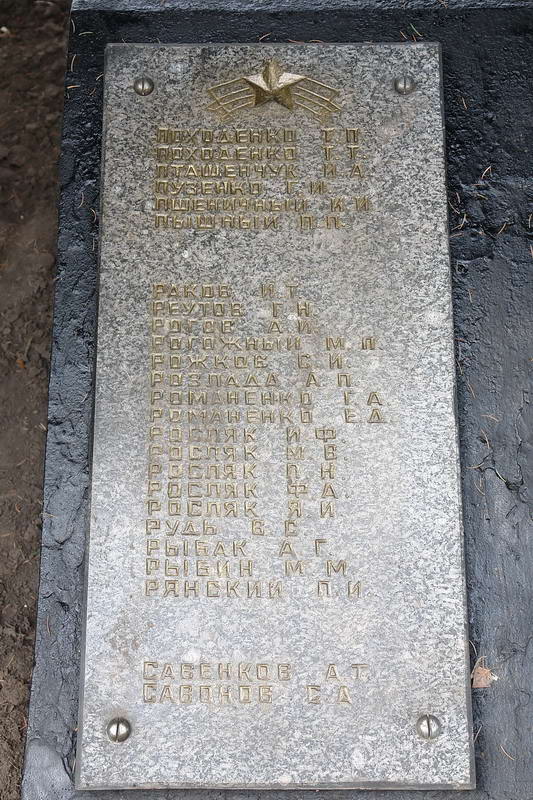 ПОХОДЕНКО Т.П.
ПОХОДЕНКО Т.Т.
ПТАШЕНЧУК И.А.
ПУЗЕНКО Г.И.
ПШЕНИЧНЫЙ К.И
ПЫШНЫЙ П.П.
РАКОВ И.Т.
РЕУТОВ Г.Н.
РОГОВ А.И.
РОГОЖНЫЙ М.П.
РОЖКОВ С.И.
РОЗПАДА А.П.
РОМАНЕНКО Г.А.
РОМАНЕНКО Е.Д.
РОСЛЯК И.Ф.
РОСЛЯК М.В.
РОСЛЯК П.Н.
РОСЛЯК Ф.А.
РОСЛЯК Я.И.
РУДЬ В.С.
РЫБАК А.Г.
РЫБИН М.М.
РЯНСКИЙ П.И.
САВЕНКОВ А.Т.
САВОНОВ С.Д.